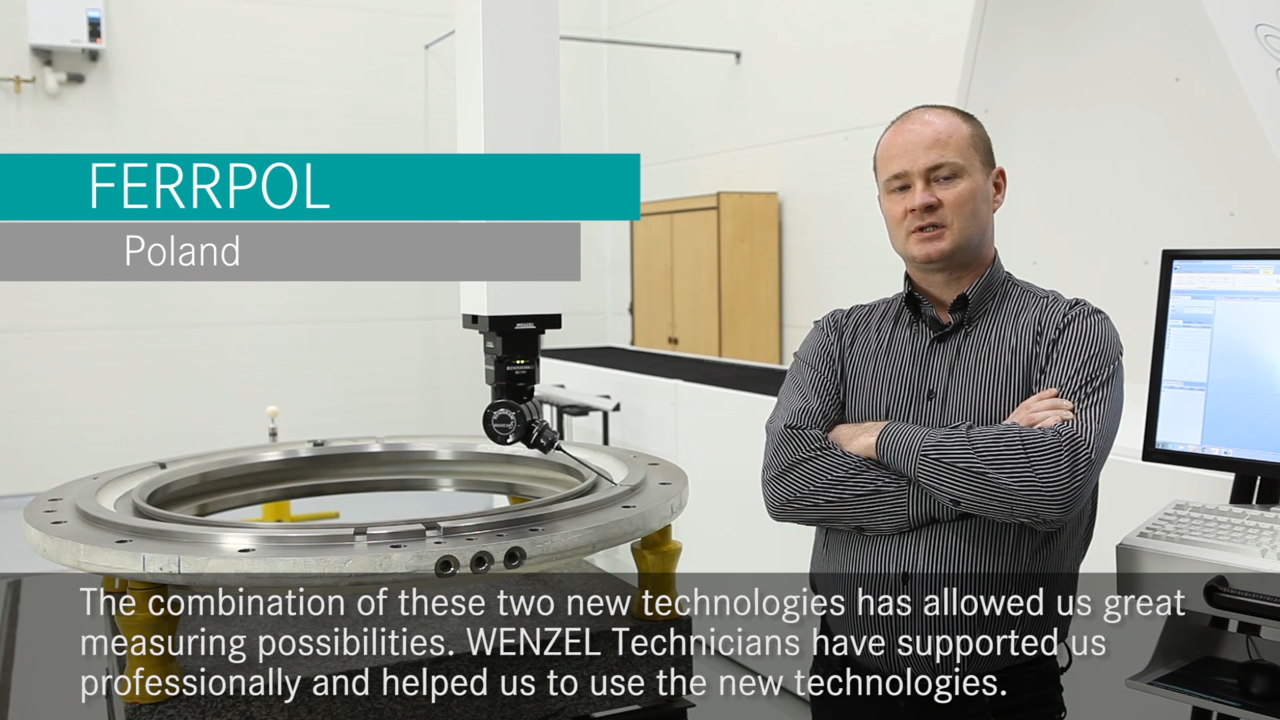 FERRPOL
Poland
WENZEL
The combination of these two new technologies has allowed us great
measuring possibilities. WENZEL Technicians have supported us
professionally and helped us to use the new technologies.